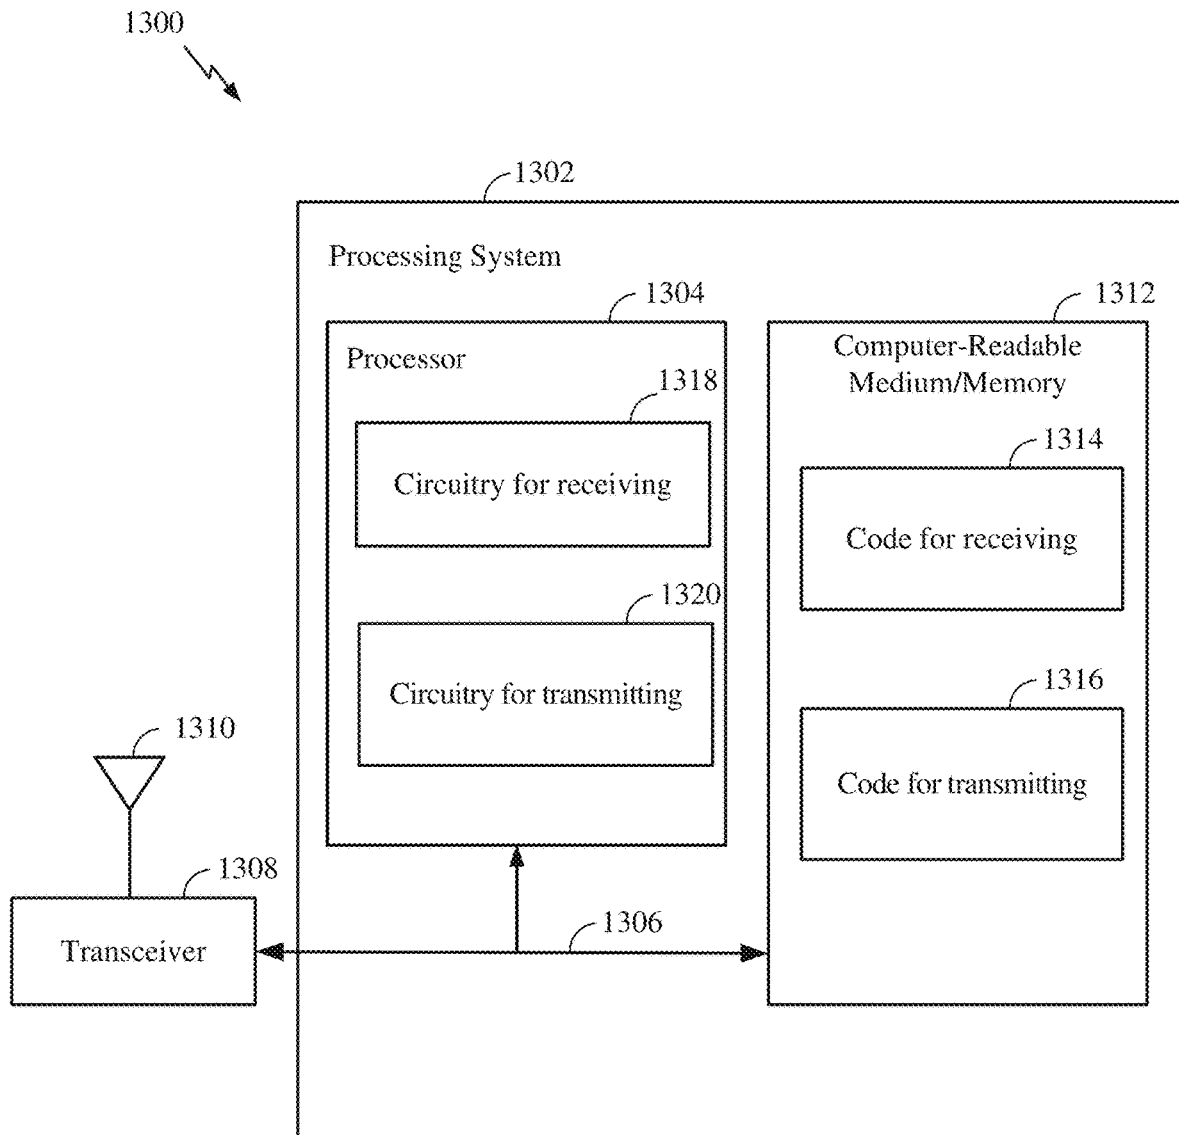 1300
1302
Processing System
1304
1312
Processor
Computer-Readable
Medium/Memory
1318
Circuitry for receiving
1314
Code for receiving
1320
Circuitry for transmitting
1316
Code for transmitting
1310
1308
Transceiver
1306